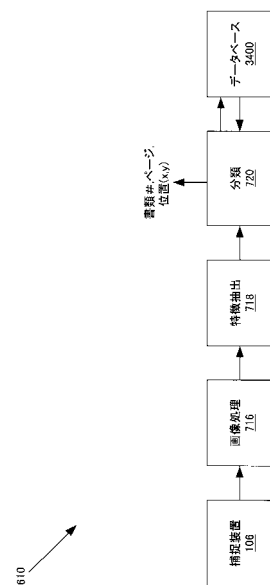 610
補捉装置
106
画像処理
716
特徴抽出
718
分類
720
書類#,ページ,
位置(x,y)
データベース
3400